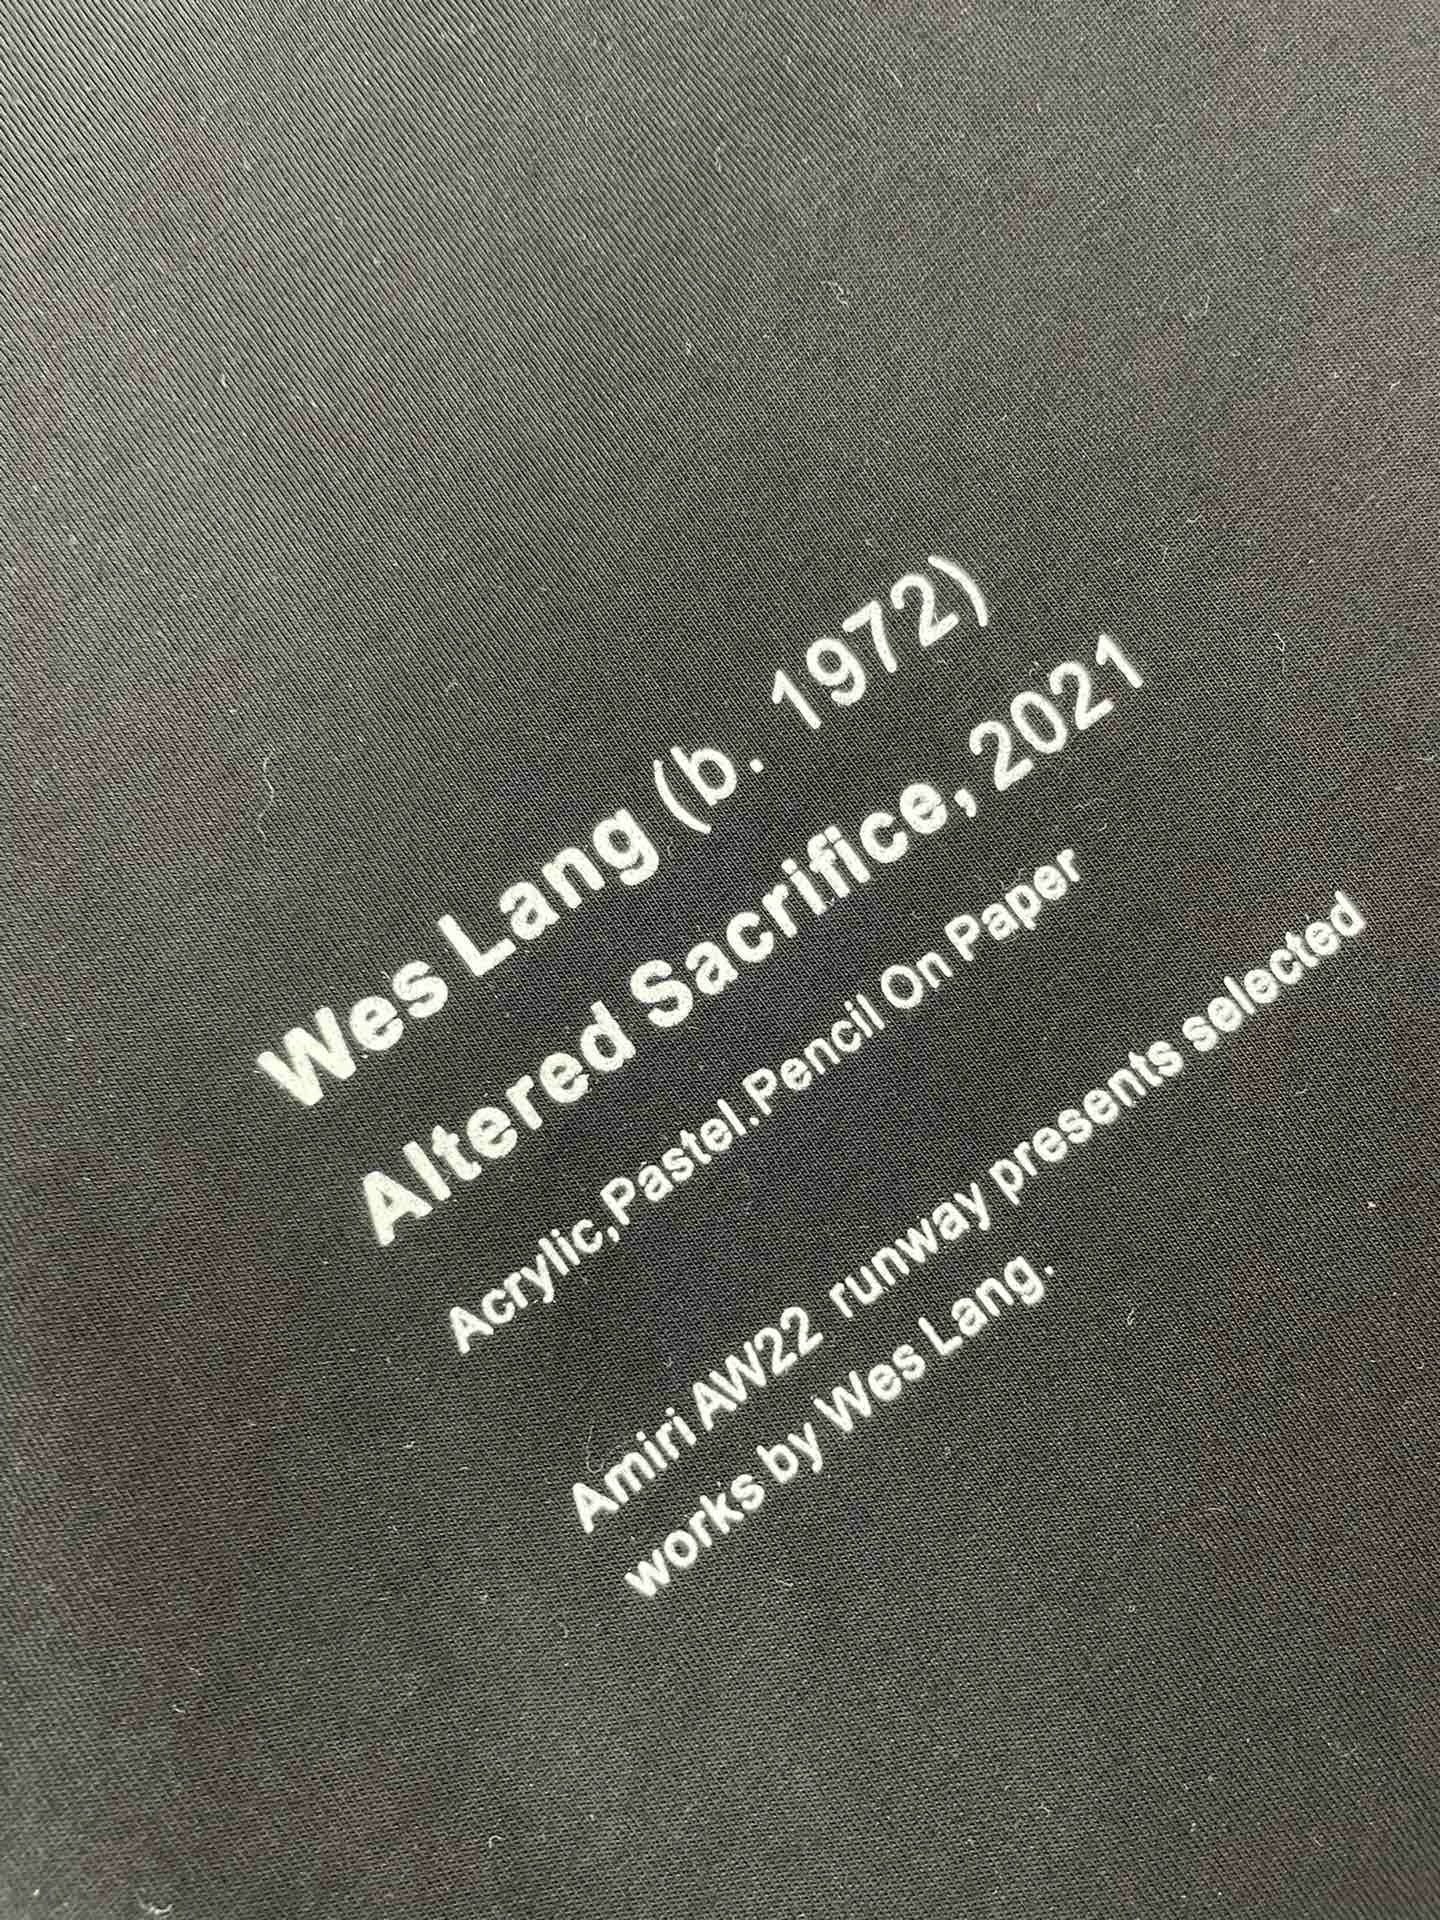 Wes Lang (b. 1972)
Altered Sacrifice, 2021
Acrylic,Pastel.Pencil On Paper
Amiri AW22 runway presents selected
works by Wes Lang.